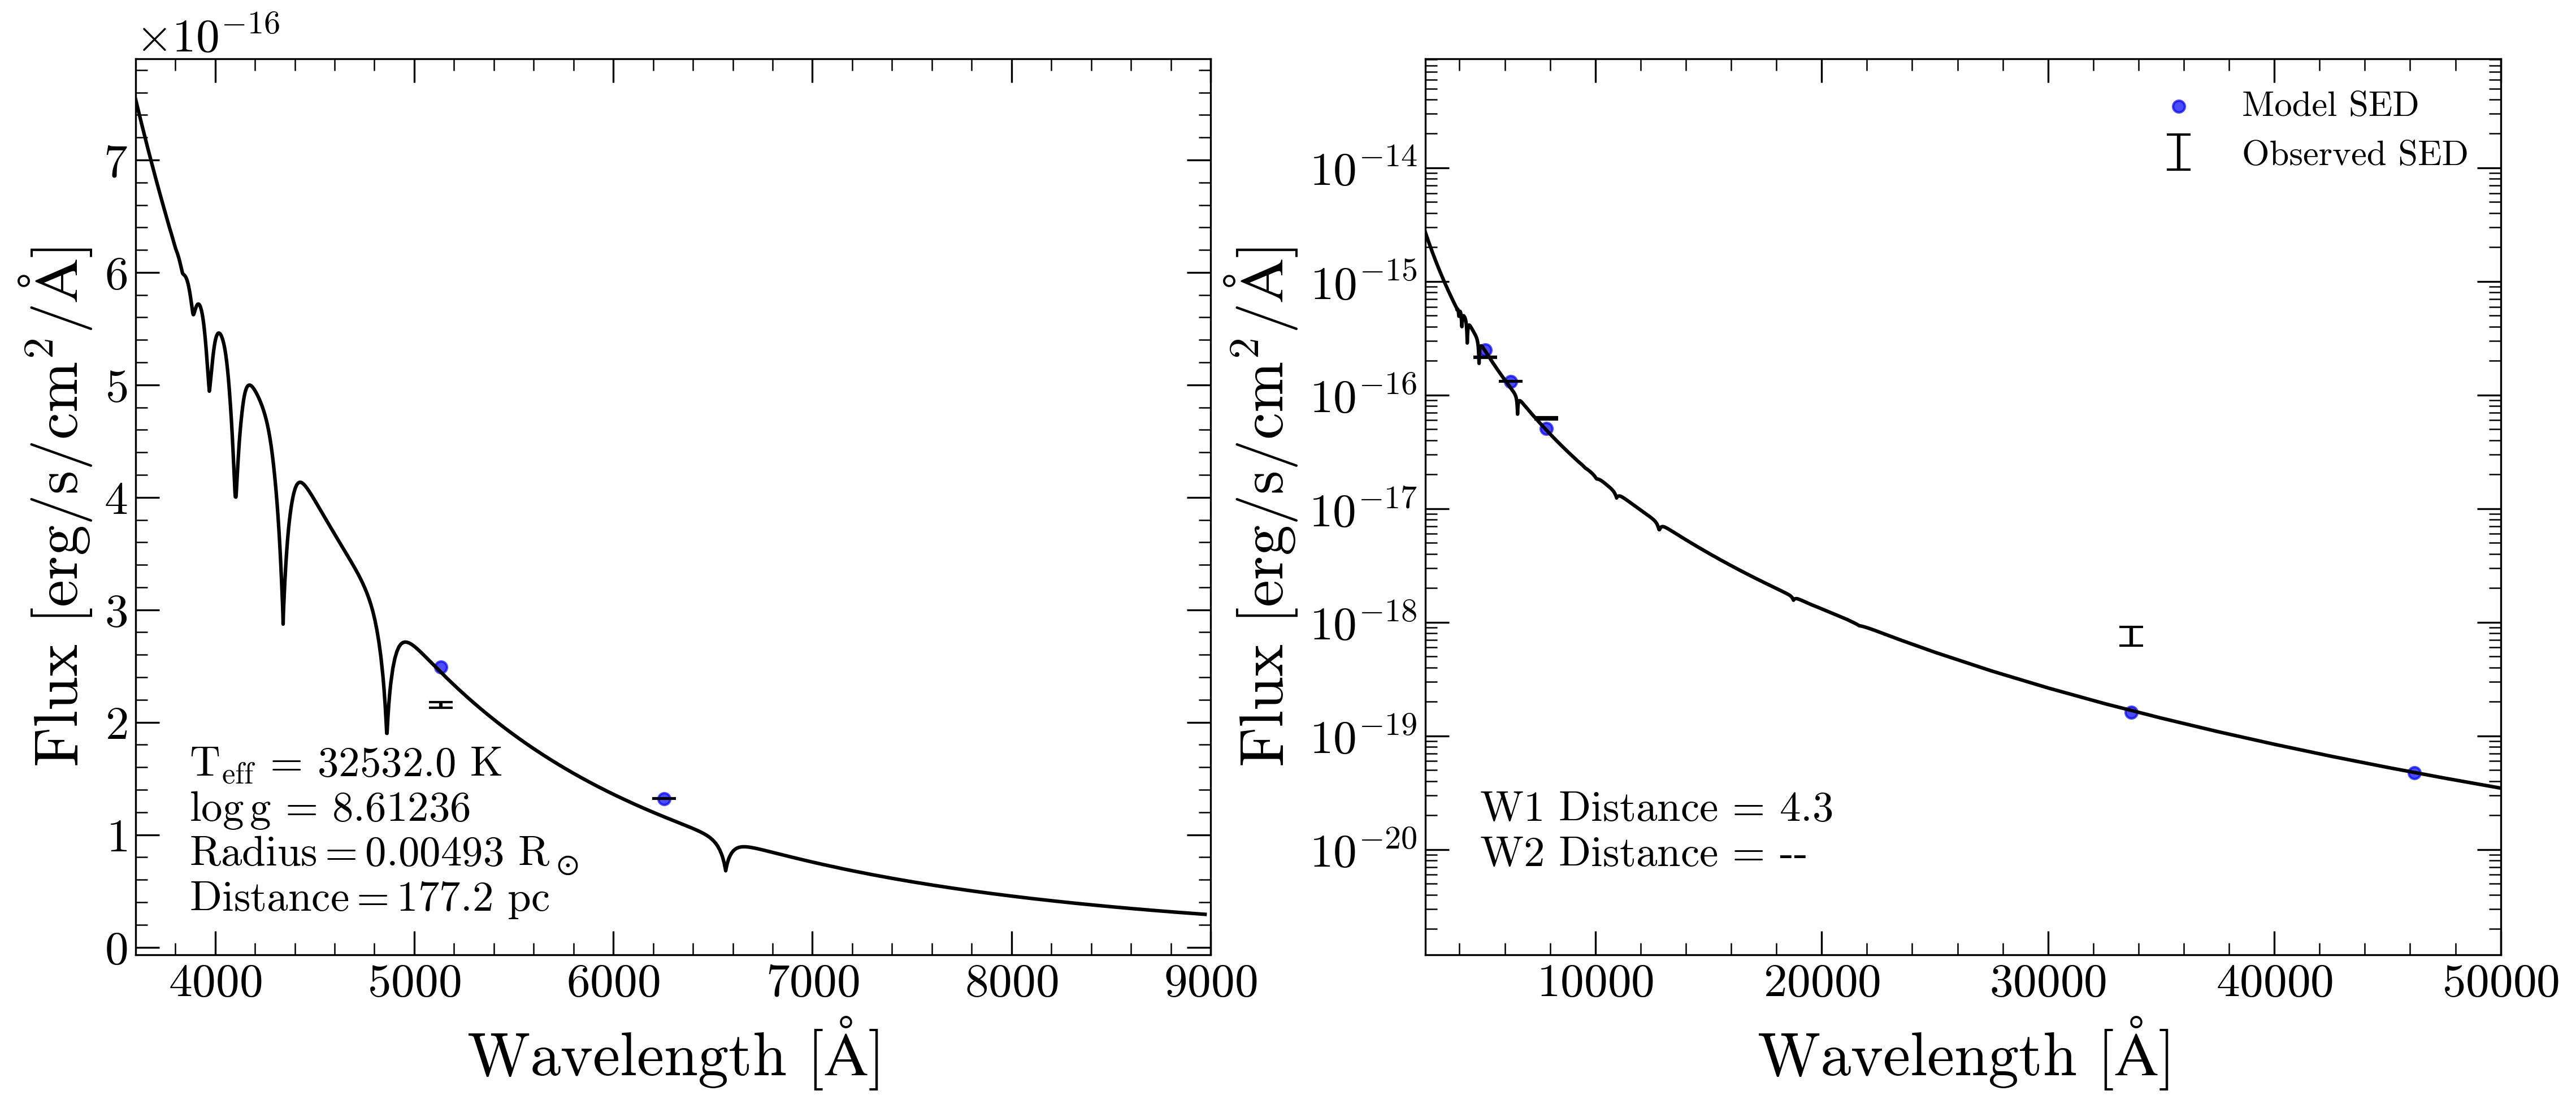 ×10⁻¹⁶
7
6
5
4
3
2
1
0
Flux [erg/s/cm²/Å]
T_eff = 32532.0 K
log g = 8.61236
Radius = 0.00493 R_⊙
Distance = 177.2 pc
4000 5000 6000 7000 8000 9000
Wavelength [Å]
10⁻¹⁴
10⁻¹⁵
10⁻¹⁶
10⁻¹⁷
10⁻¹⁸
10⁻¹⁹
10⁻²⁰
Flux [erg/s/cm²/Å]
Model SED
Observed SED
W1 Distance = 4.3
W2 Distance = --
10000 20000 30000 40000 50000
Wavelength [Å]